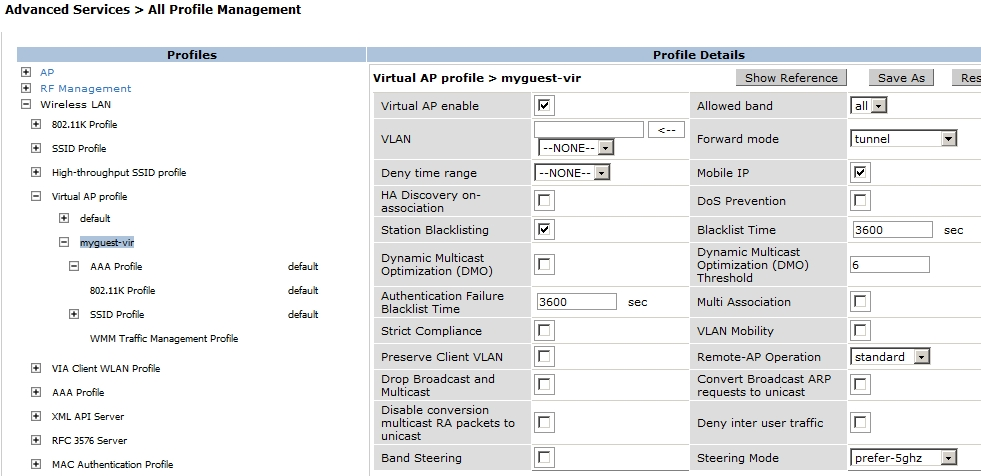 Advanced Services > All Profile Management
Profiles
AP
RF Management
Wireless LAN
802.11K Profile
SSID Profile
High-throughput SSID profile
Virtual AP profile
default
myguest-vir
AAA Profile default
802.11K Profile default
SSID Profile default
WMM Traffic Management Profile
VIA Client WLAN Profile
AAA Profile
XML API Server
RFC 3576 Server
MAC Authentication Profile
Profile Details
Virtual AP profile > myguest-vir Show Reference Save As Res
Virtual AP enable Allowed band all
VLAN <-- --NONE-- Forward mode tunnel
Deny time range --NONE-- Mobile IP
HA Discovery on-
association DoS Prevention
Station Blacklisting Blacklist Time 3600 sec
Dynamic Multicast
Optimization (DMO)
Dynamic Multicast
Optimization (DMO)
Threshold 6
Authentication Failure
Blacklist Time 3600 sec Multi Association
Strict Compliance VLAN Mobility
Preserve Client VLAN Remote-AP Operation standard
Drop Broadcast and
Multicast
Convert Broadcast ARP
requests to unicast
Disable conversion
multicast RA packets to
unicast
Deny inter user traffic
Band Steering Steering Mode prefer-5ghz